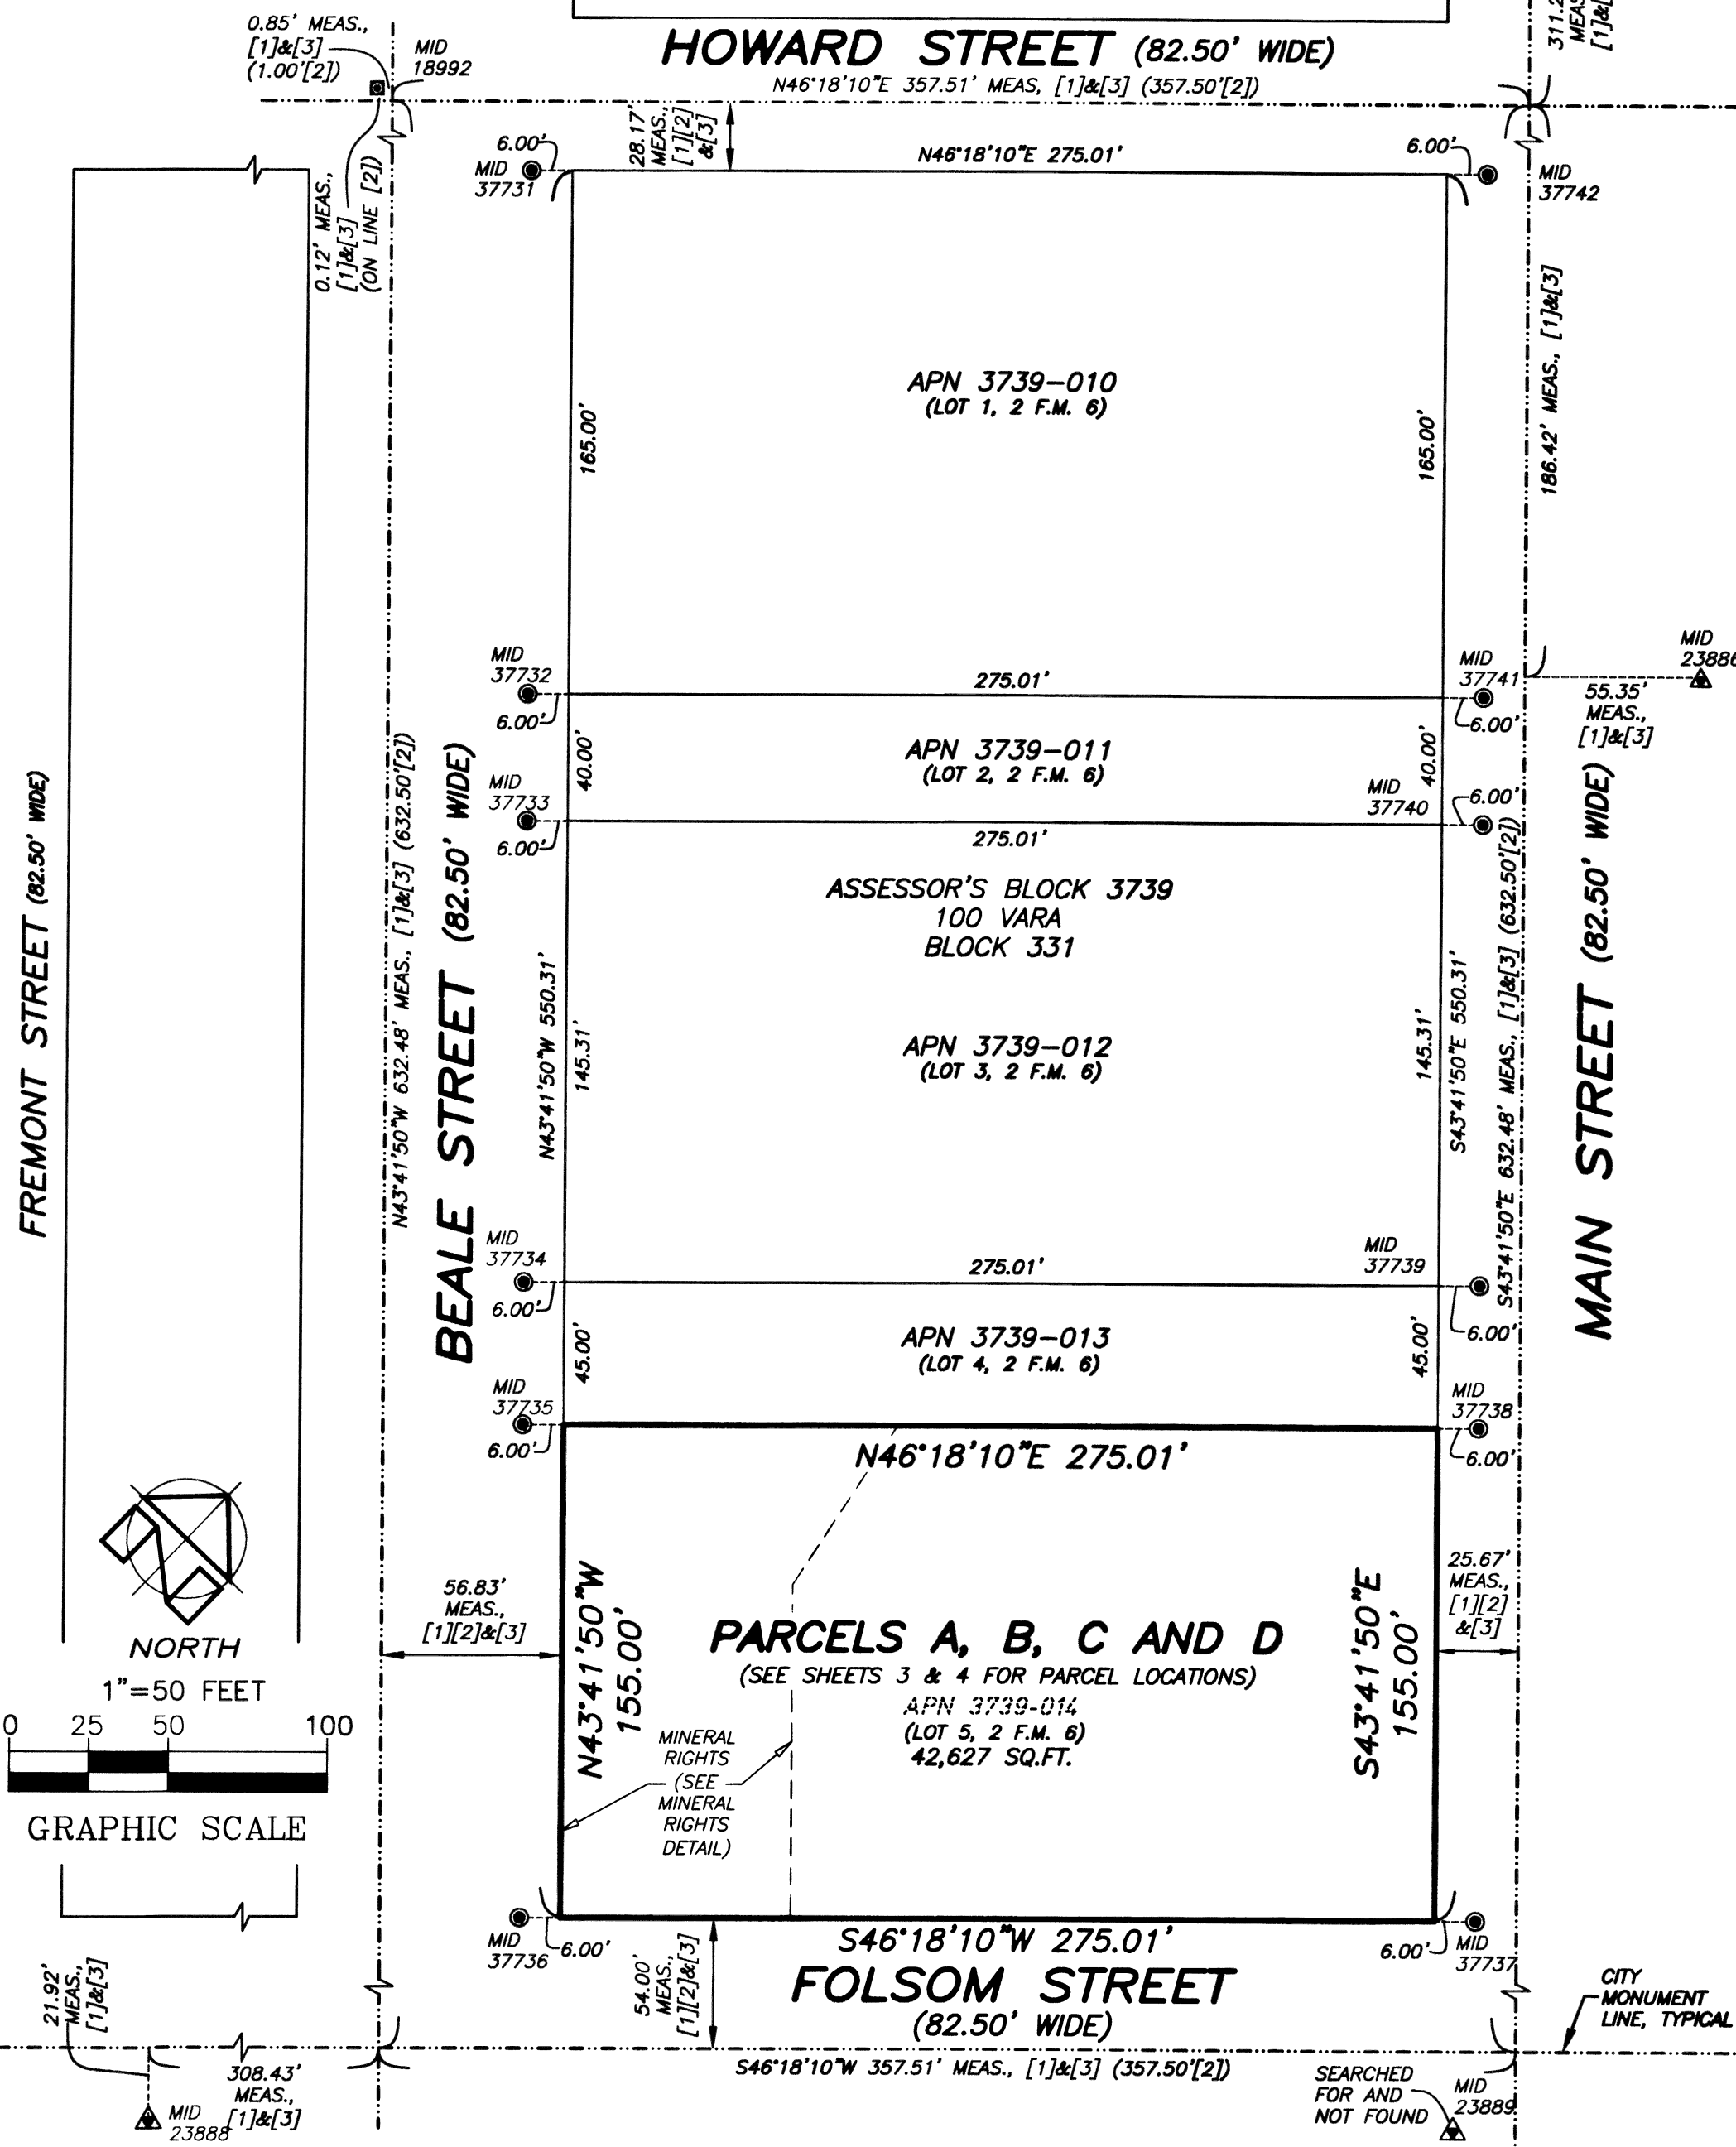 0.85' MEAS.,
[1]&[3]
(1.00'[2])
MID
18992
HOWARD STREET (82.50' WIDE)
N46°18'10"E 357.51' MEAS, [1]&[3] (357.50'[2])
MEAS
[1]&[
0.12' MEAS.,
[1]&[3]
(ON LINE [2])
6.00'
MID
37731
28.17'
MEAS.,
[1][2]
&[3]
N46°18'10"E 275.01'
6.00'
MID
37742
APN 3739-010
(LOT 1, 2 F.M. 6)
165.00'
165.00'
186.42' MEAS., [1]&[3]
MID
37732
6.00'
275.01'
MID
37741
6.00'
MID
23886
55.35'
MEAS.,
[1]&[3]
APN 3739-011
(LOT 2, 2 F.M. 6)
40.00'
40.00'
MID
37733
6.00'
275.01'
MID
37740
6.00'
FREMONT STREET (82.50' WIDE)
N43°41'50"W 632.48' MEAS., [1]&[3] (632.50'[2])
BEALE STREET (82.50' WIDE)
ASSESSOR'S BLOCK 3739
100 VARA
BLOCK 331
N43°41'50"W 550.31'
145.31'
APN 3739-012
(LOT 3, 2 F.M. 6)
145.31'
S43°41'50"E 550.31'
S43°41'50"E 632.48' MEAS., [1]&[3] (632.50'[2])
MAIN STREET (82.50' WIDE)
MID
37734
6.00'
275.01'
MID
37739
6.00'
APN 3739-013
(LOT 4, 2 F.M. 6)
45.00'
45.00'
MID
37735
6.00'
N46°18'10"E 275.01'
MID
37738
6.00'
56.83'
MEAS.,
[1][2]&[3]
N43°41'50"W
155.00'
PARCELS A, B, C AND D
(SEE SHEETS 3 & 4 FOR PARCEL LOCATIONS)
APN 3739-014
(LOT 5, 2 F.M. 6)
42,627 SQ.FT.
MINERAL
RIGHTS
(SEE
MINERAL
RIGHTS
DETAIL)
S43°41'50"E
155.00'
25.67'
MEAS.,
[1][2]
&[3]
NORTH
1"=50 FEET
0 25 50 100
GRAPHIC SCALE
MID
37736
6.00'
S46°18'10"W 275.01'
6.00'
MID
37737
54.00'
MEAS.,
[1][2]&[3]
FOLSOM STREET
(82.50' WIDE)
CITY
MONUMENT
LINE, TYPICAL
21.92'
MEAS.,
[1]&[3]
308.43'
MEAS.,
[1]&[3]
MID
23888
S46°18'10"W 357.51' MEAS., [1]&[3] (357.50'[2])
SEARCHED
FOR AND
NOT FOUND
MID
23889